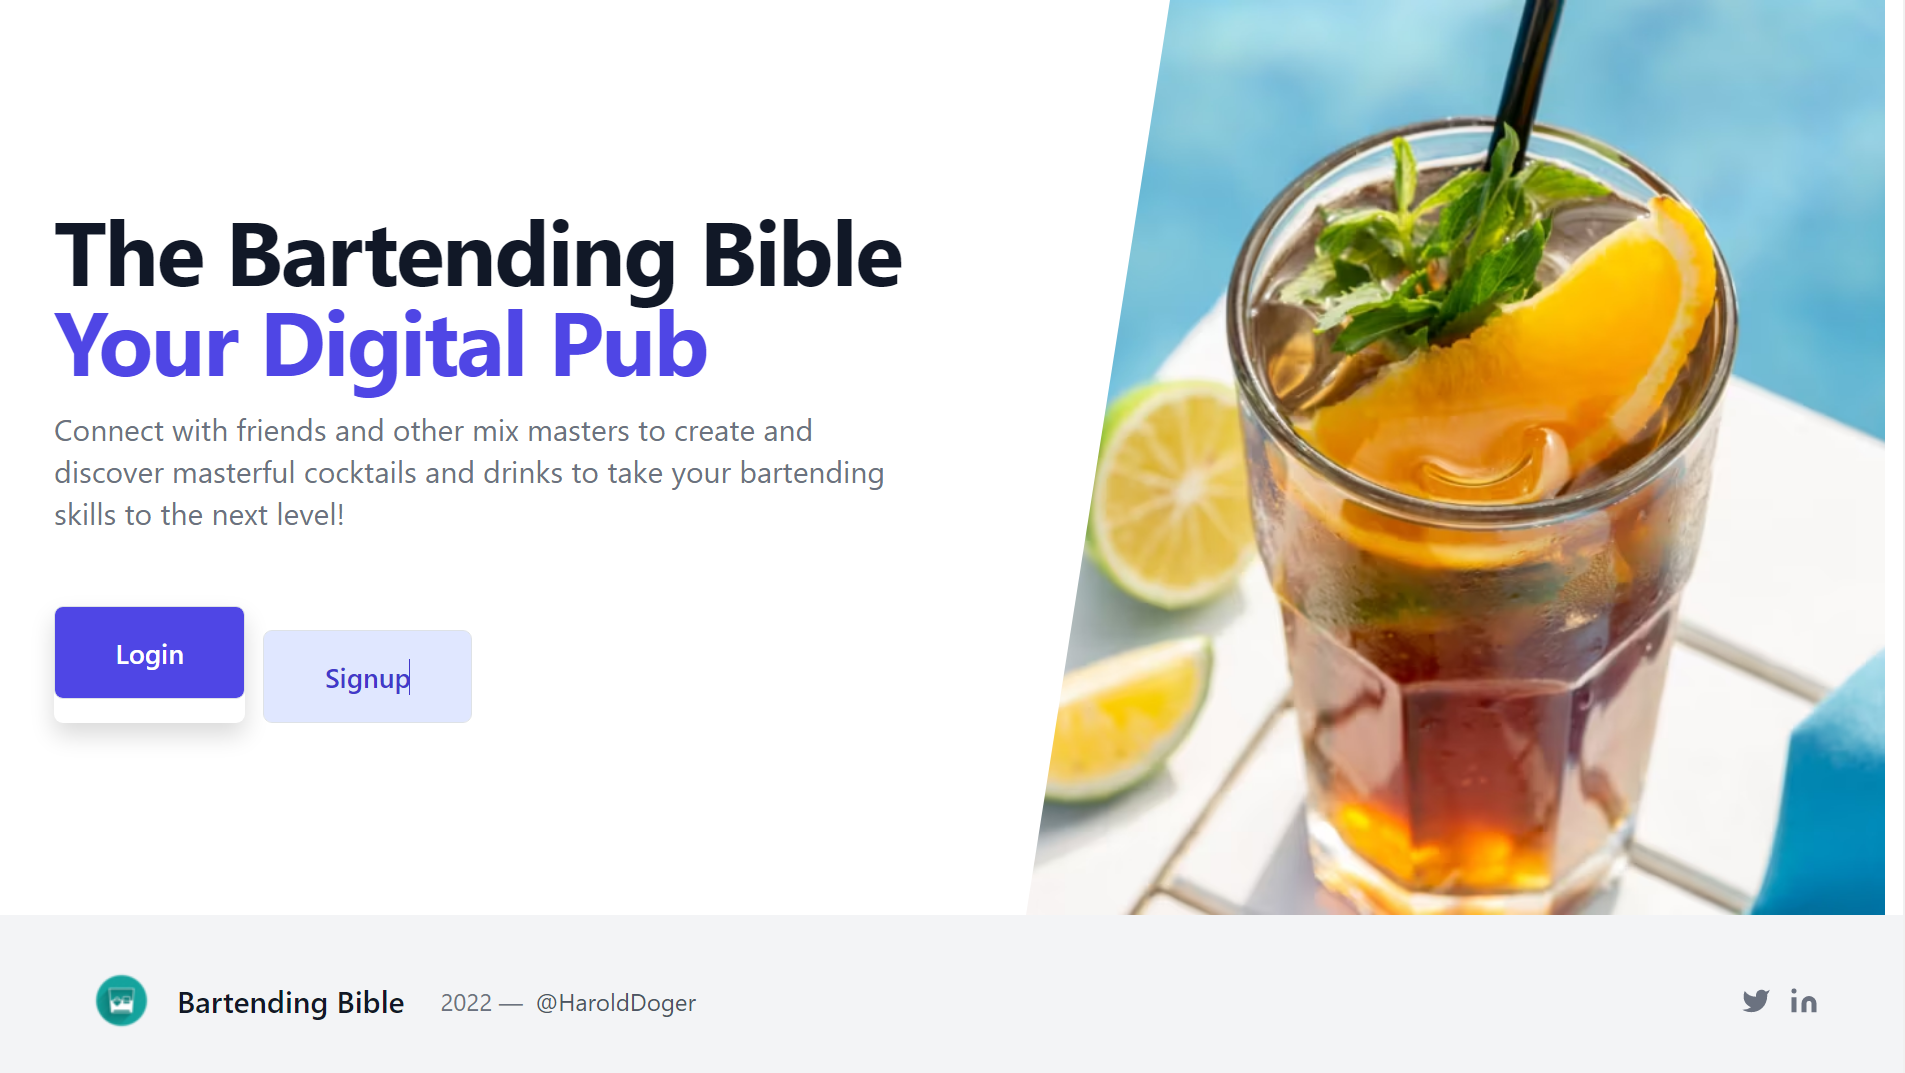 The Bartending Bible
Your Digital Pub
Connect with friends and other mix masters to create and
discover masterful cocktails and drinks to take your bartending
skills to the next level!
Login
Signup
Bartending Bible 2022 — @HaroldDoger